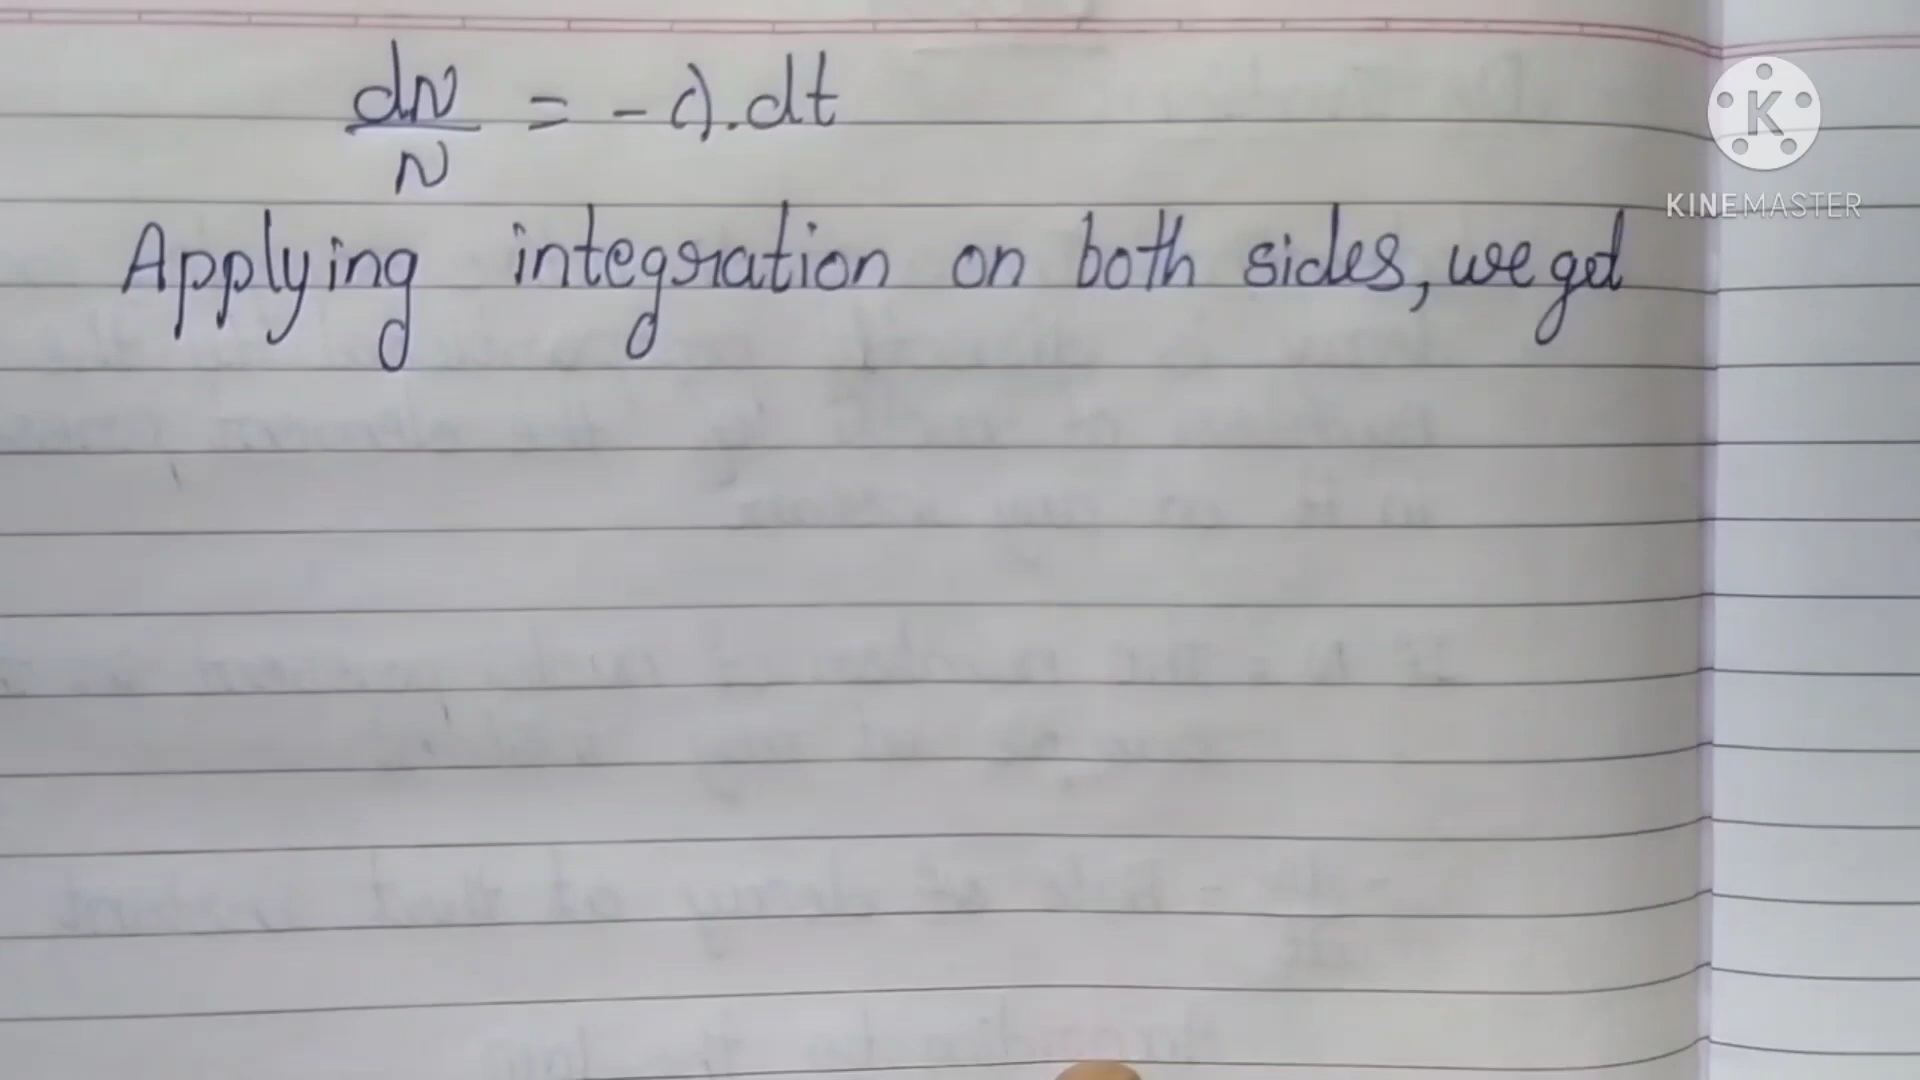 dN/N = -λ.dt
Applying integration on both sides, we get
K
KINEMASTER